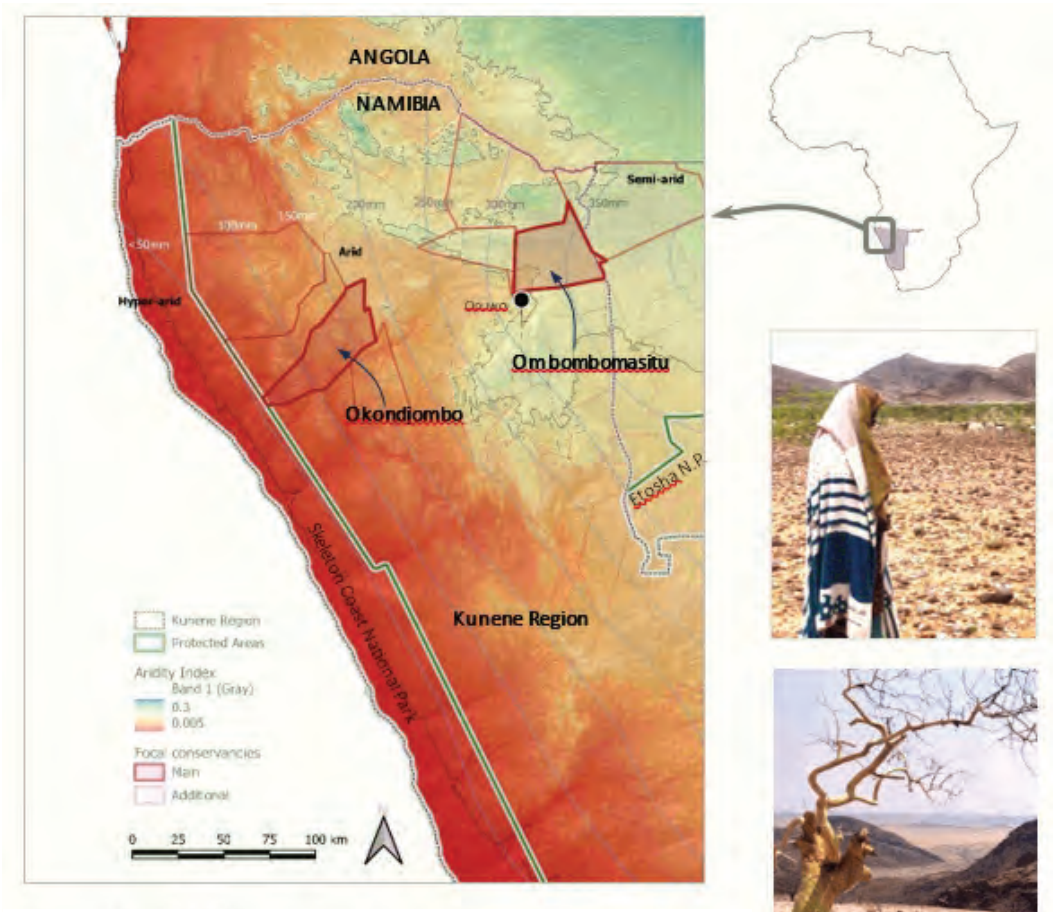 ANGOLA
NAMIBIA
Semi-arid
200mm
250mm
300mm
350mm
150mm
100mm
<50mm
Arid
Hyper-arid
Opuwo
Ombombomasitu
Okondjombo
Etosha N.P.
Skeleton Coast National Park
Kunene Region
Kunene Region
Protected Areas
Aridity Index
Band 1 (Gray)
0.3
0.005
Focal conservancies
Main
Additional
0 25 50 75 100 km